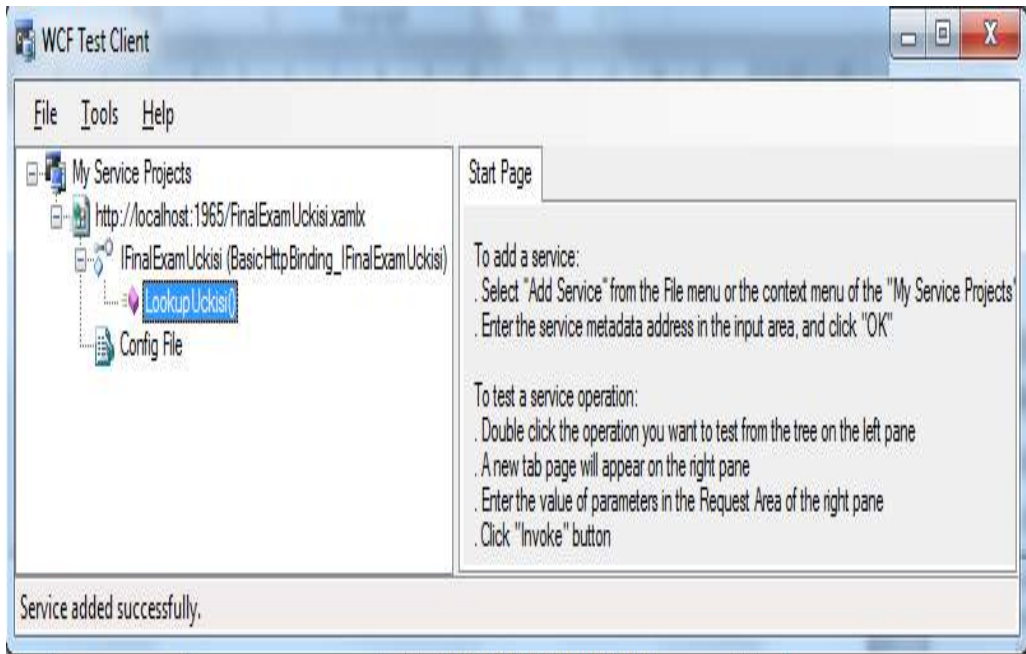 WCF Test Client
File Tools Help
My Service Projects
http://localhost:1965/FinalExamUckisi.xamlx
IFinalExamUckisi (BasicHttpBinding_IFinalExamUckisi)
LookupUckisi()
Config File
Start Page
To add a service:
. Select "Add Service" from the File menu or the context menu of the "My Service Projects"
. Enter the service metadata address in the input area, and click "OK"
To test a service operation:
. Double click the operation you want to test from the tree on the left pane
. A new tab page will appear on the right pane
. Enter the value of parameters in the Request Area of the right pane
. Click "Invoke" button
Service added successfully.